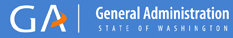 GA General Administration
STATE OF WASHINGTON